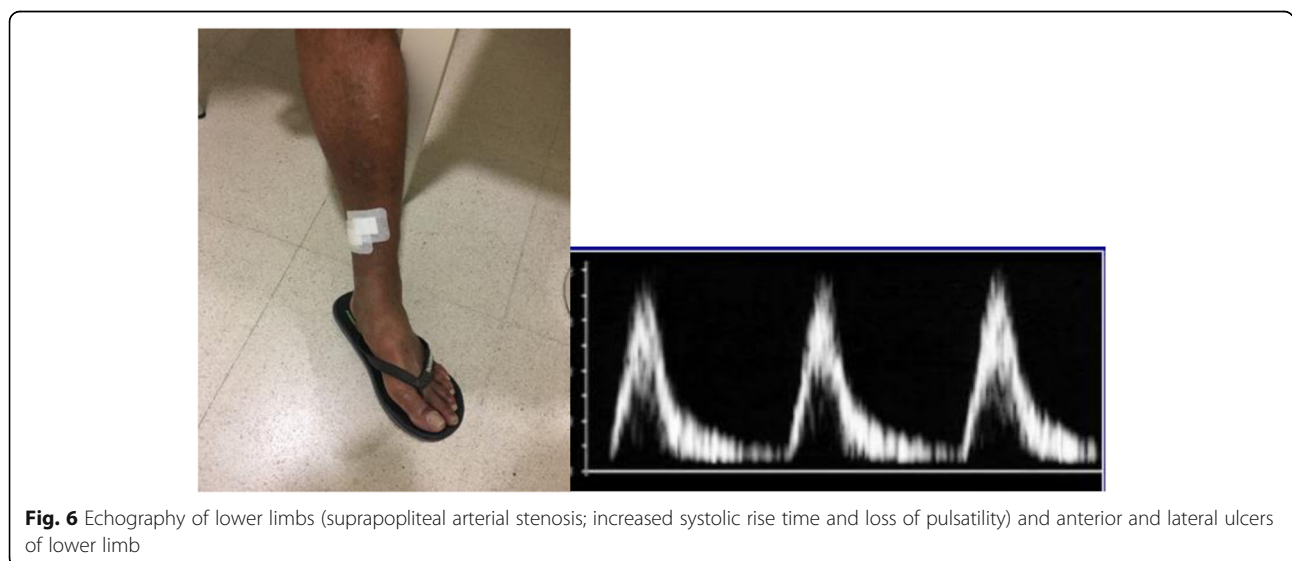 Fig. 6 Echography of lower limbs (suprapopliteal arterial stenosis; increased systolic rise time and loss of pulsatility) and anterior and lateral ulcers
of lower limb